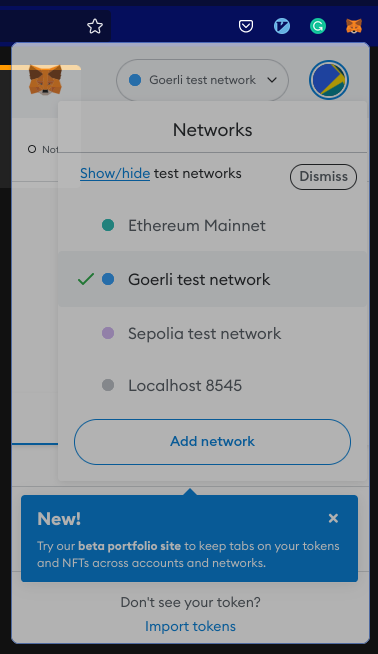 Goerli test network
Networks
Not
Show/hide test networks
Dismiss
Ethereum Mainnet
Goerli test network
Sepolia test network
Localhost 8545
Add network
New!
Try our beta portfolio site to keep tabs on your tokens
and NFTs across accounts and networks.
Don't see your token?
Import tokens